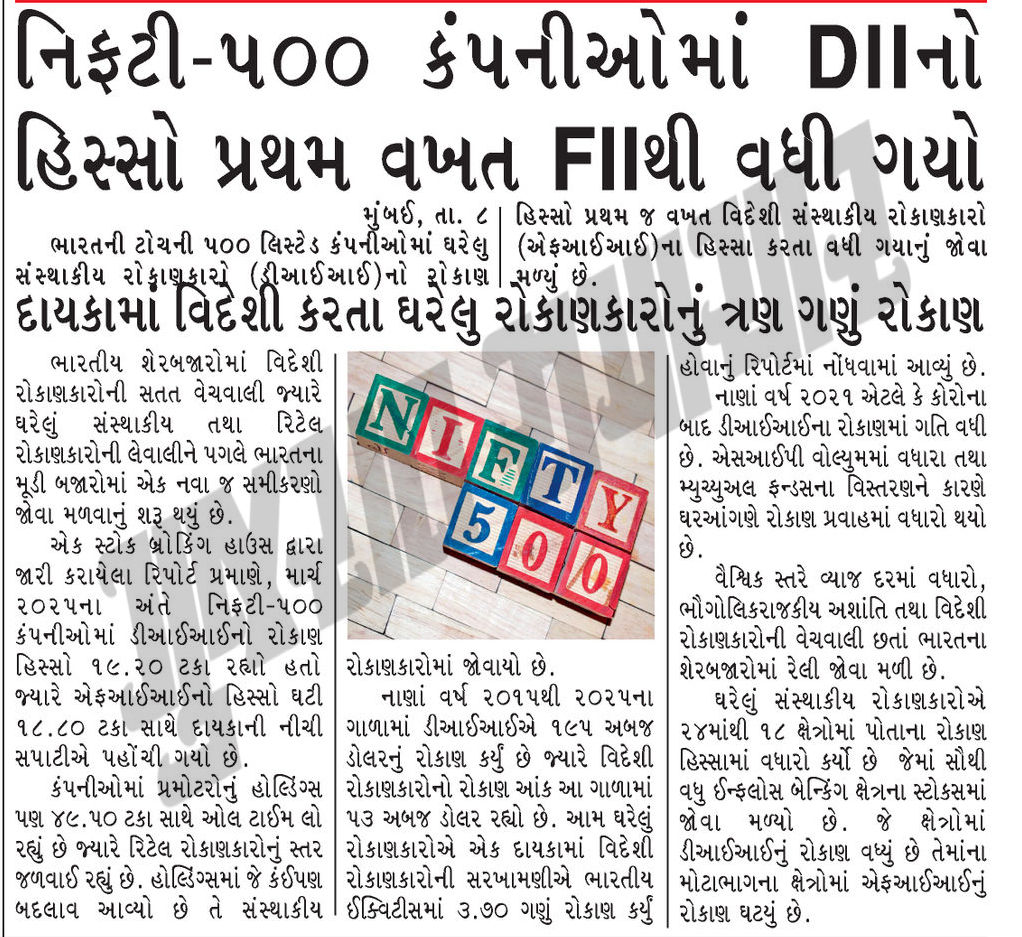 નિફ્ટી-૫૦૦ કંપનીઓમાં DIIનો
હિસ્સો પ્રથમ વખત FIIથી વધી ગયો
મુંબઈ, તા. ૮
ભારતની ટોચની ૫૦૦ લિસ્ટેડ કંપનીઓમાં ઘરેલુ
સંસ્થાકીય રોકાણકારો (ડીઆઈઆઈ)નો રોકાણ
હિસ્સો પ્રથમ જ વખત વિદેશી સંસ્થાકીય રોકાણકારો
(એફઆઈઆઈ)ના હિસ્સા કરતા વધી ગયાનું જોવા
મળ્યું છે.
દાયકામાં વિદેશી કરતા ઘરેલુ રોકાણકારોનું ત્રણ ગણું રોકાણ
ભારતીય શેરબજારોમાં વિદેશી
રોકાણકારોની સતત વેચવાલી જ્યારે
ઘરેલું સંસ્થાકીય તથા રિટેલ
રોકાણકારોની લેવાલીને પગલે ભારતના
મૂડી બજારોમાં એક નવા જ સમીકરણો
જોવા મળવાનું શરૂ થયું છે.
એક સ્ટોક બ્રોકિંગ હાઉસ દ્વારા
જારી કરાયેલા રિપોર્ટ પ્રમાણે, માર્ચ
૨૦૨૫ના અંતે નિફ્ટી-૫૦૦
કંપનીઓમાં ડીઆઈઆઈનો રોકાણ
હિસ્સો ૧૯.૨૦ ટકા રહ્યો હતો
જ્યારે એફઆઈઆઈનો હિસ્સો ઘટી
૧૮.૮૦ ટકા સાથે દાયકાની નીચી
સપાટીએ પહોંચી ગયો છે.
કંપનીઓમાં પ્રમોટરોનું હોલ્ડિંગ્સ
પણ ૪૯.૫૦ ટકા સાથે ઓલ ટાઈમ લો
રહ્યું છે જ્યારે રિટેલ રોકાણકારોનું સ્તર
જળવાઈ રહ્યું છે. હોલ્ડિંગ્સમાં જે કંઈપણ
બદલાવ આવ્યો છે તે સંસ્થાકીય
NIFTY
500
રોકાણકારોમાં જોવાયો છે.
નાણાં વર્ષ ૨૦૧૫થી ૨૦૨૫ના
ગાળામાં ડીઆઈઆઈએ ૧૯૫ અબજ
ડોલરનું રોકાણ કર્યું છે જ્યારે વિદેશી
રોકાણકારોનો રોકાણ આંક આ ગાળામાં
૫૩ અબજ ડોલર રહ્યો છે. આમ ઘરેલું
રોકાણકારોએ એક દાયકામાં વિદેશી
રોકાણકારોની સરખામણીએ ભારતીય
ઈક્વિટીસમાં ૩.૭૦ ગણું રોકાણ કર્યું
હોવાનું રિપોર્ટમાં નોંધવામાં આવ્યું છે.
નાણાં વર્ષ ૨૦૨૧ એટલે કે કોરોના
બાદ ડીઆઈઆઈના રોકાણમાં ગતિ વધી
છે. એસઆઈપી વોલ્યુમમાં વધારા તથા
મ્યુચ્યુઅલ ફન્ડસના વિસ્તરણને કારણે
ઘરઆંગણે રોકાણ પ્રવાહમાં વધારો થયો
છે.
વૈશ્વિક સ્તરે વ્યાજ દરમાં વધારો,
ભૌગોલિકરાજકીય અશાંતિ તથા વિદેશી
રોકાણકારોની વેચવાલી છતાં ભારતના
શેરબજારોમાં રેલી જોવા મળી છે.
ઘરેલું સંસ્થાકીય રોકાણકારોએ
૨૪માંથી ૧૮ ક્ષેત્રોમાં પોતાના રોકાણ
હિસ્સામાં વધારો કર્યો છે જેમાં સૌથી
વધુ ઈન્ફલોસ બેન્કિંગ ક્ષેત્રના સ્ટોકસમાં
જોવા મળ્યો છે. જે ક્ષેત્રોમાં
ડીઆઈઆઈનું રોકાણ વધ્યું છે તેમાંના
મોટાભાગના ક્ષેત્રોમાં એફઆઈઆઈનું
રોકાણ ઘટયું છે.